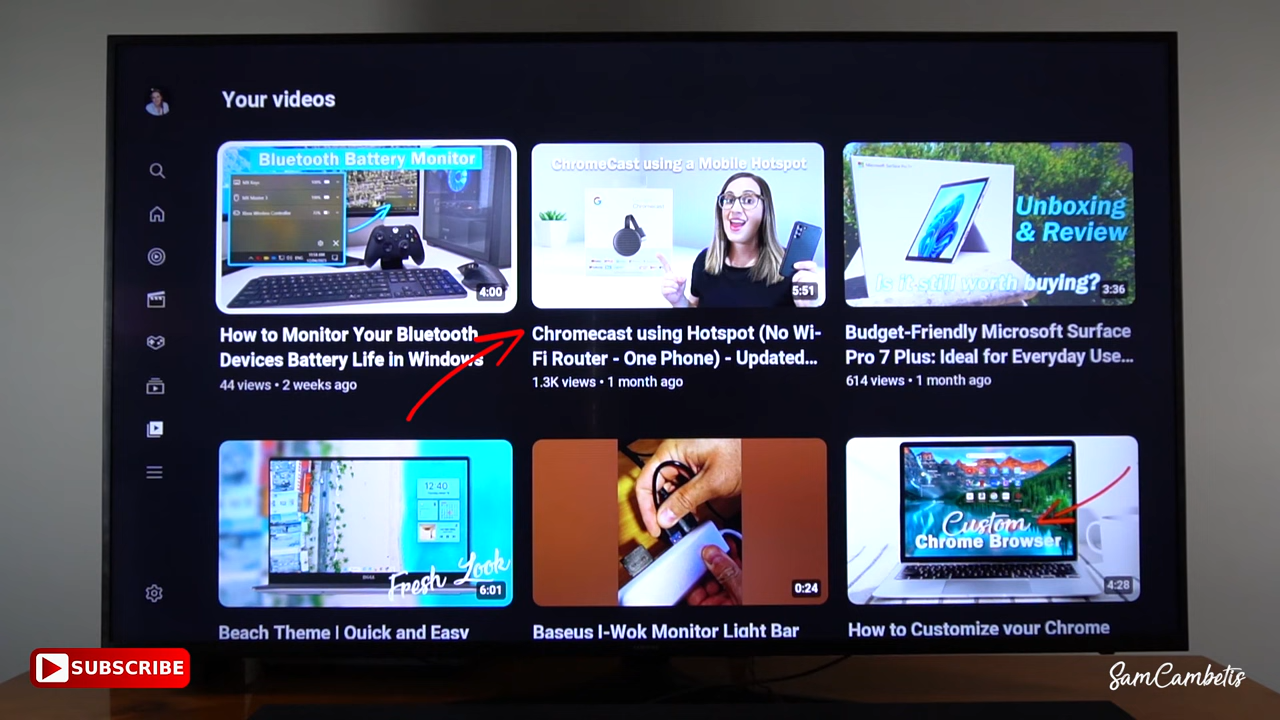 Your videos
Bluetooth Battery Monitor
4:00
How to Monitor Your Bluetooth
Devices Battery Life in Windows
44 views • 2 weeks ago
ChromeCast using a Mobile Hotspot
5:51
Chromecast using Hotspot (No Wi-
Fi Router - One Phone) - Updated...
1.3K views • 1 month ago
Unboxing
& Review
Is it still worth buying?
3:36
Budget-Friendly Microsoft Surface
Pro 7 Plus: Ideal for Everyday Use...
614 views • 1 month ago
12:40
Fresh Look
6:01
Beach Theme | Quick and Easy
0:24
Baseus I-Wok Monitor Light Bar
Custom
Chrome Browser
4:28
How to Customize your Chrome
SUBSCRIBE
SamCambetis